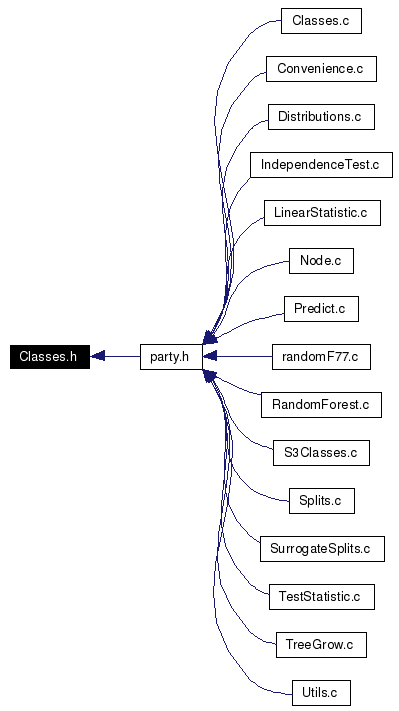 Classes.c
Convenience.c
Distributions.c
IndependenceTest.c
LinearStatistic.c
Node.c
Predict.c
Classes.h
party.h
randomF77.c
RandomForest.c
S3Classes.c
Splits.c
SurrogateSplits.c
TestStatistic.c
TreeGrow.c
Utils.c